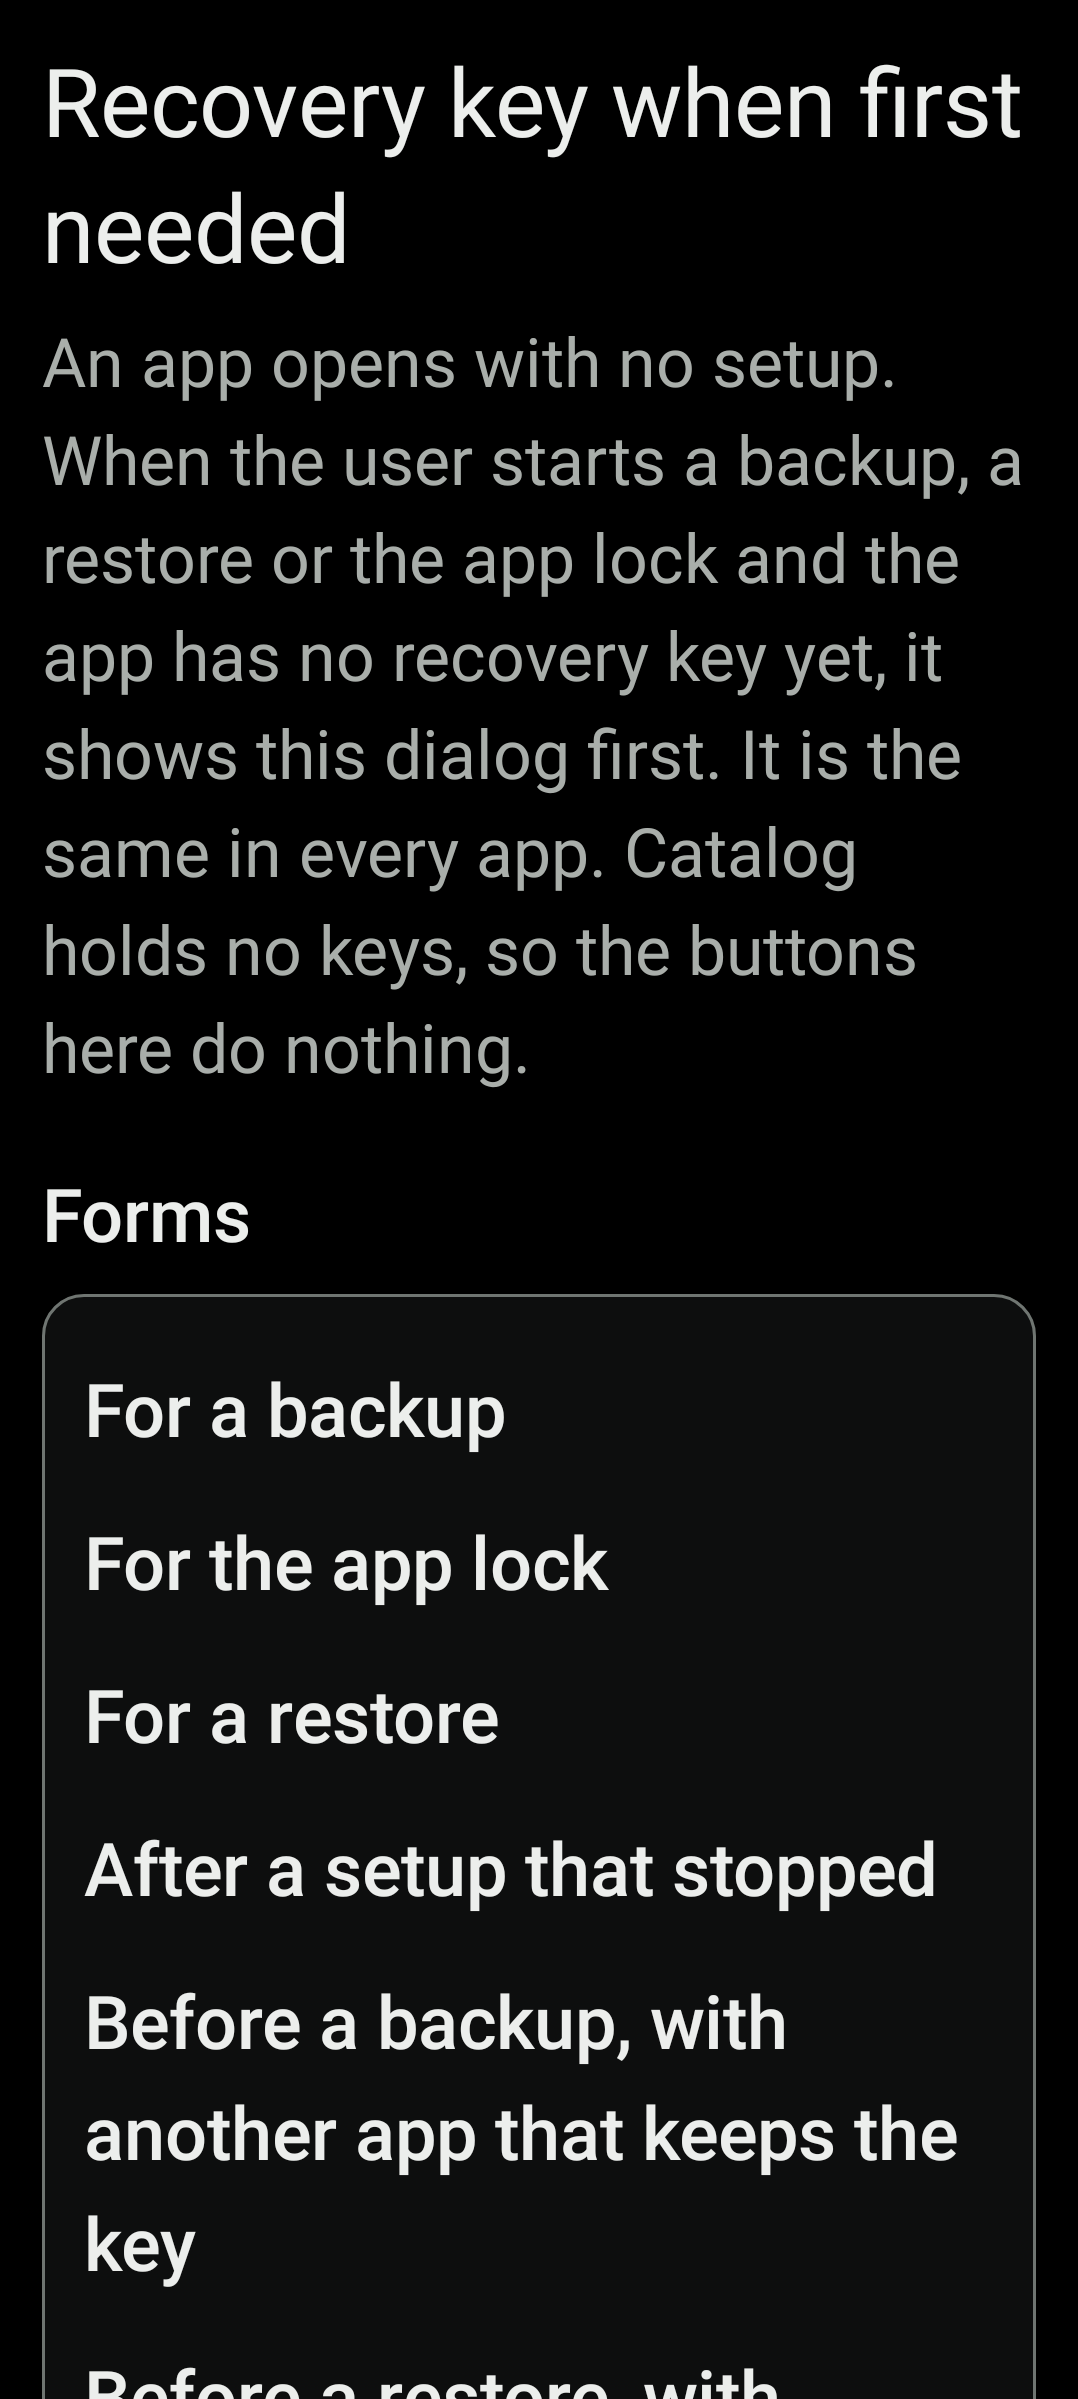 Recovery key when first
needed
An app opens with no setup.
When the user starts a backup, a
restore or the app lock and the
app has no recovery key yet, it
shows this dialog first. It is the
same in every app. Catalog
holds no keys, so the buttons
here do nothing.
Forms
For a backup
For the app lock
For a restore
After a setup that stopped
Before a backup, with
another app that keeps the
key
Before a restore, with